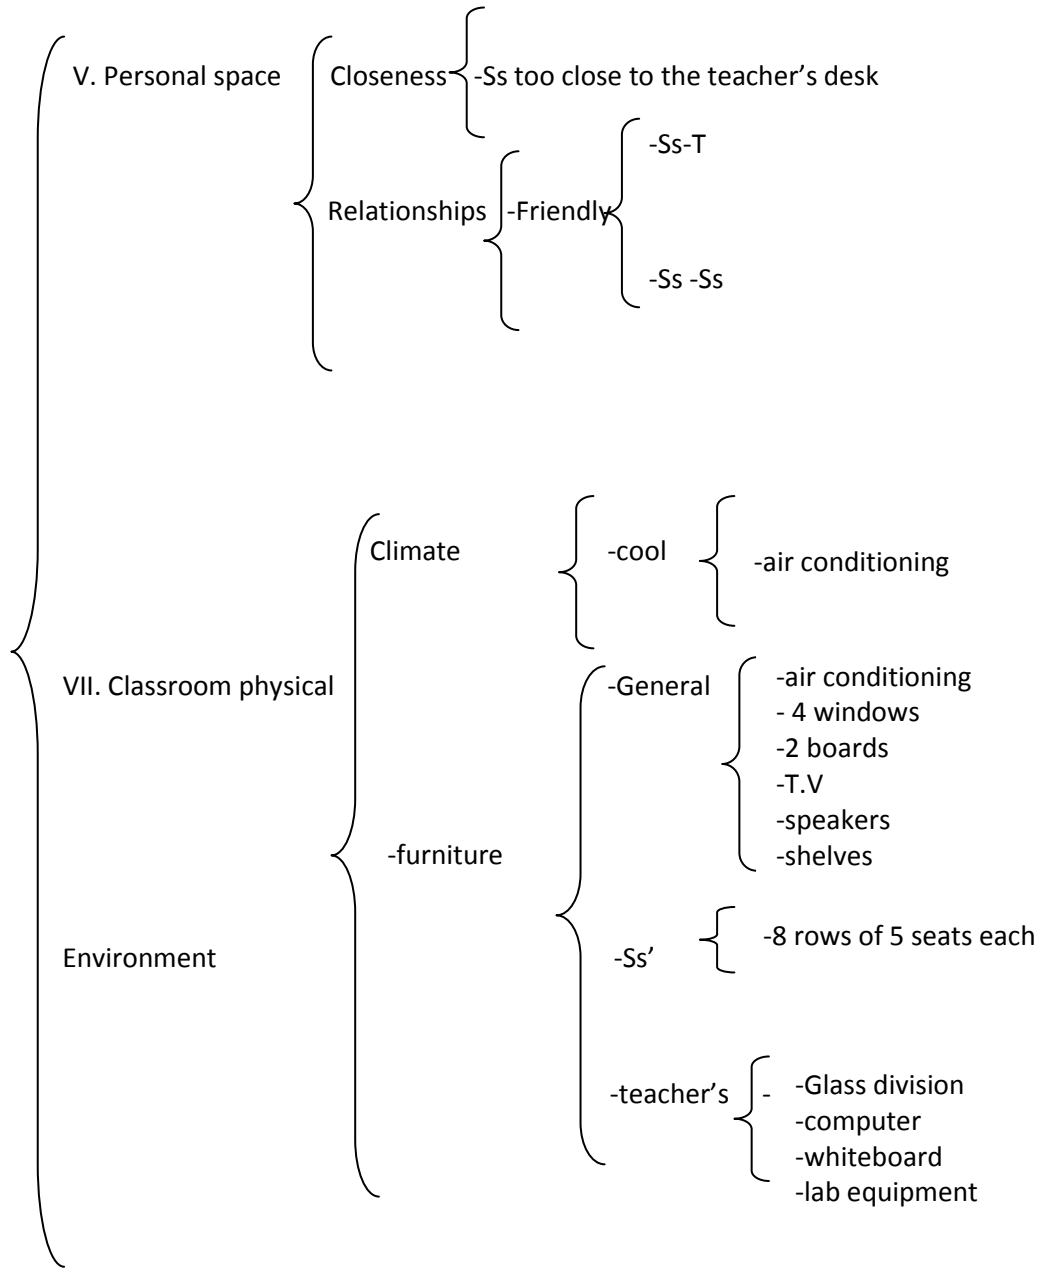 V. Personal space
Closeness
-Ss too close to the teacher’s desk
Relationships
-Friendly
-Ss-T
-Ss -Ss
Climate
-cool
-air conditioning
VII. Classroom physical
-General
-air conditioning
- 4 windows
-2 boards
-T.V
-speakers
-shelves
-furniture
Environment
-Ss’
-8 rows of 5 seats each
-teacher’s
-
-Glass division
-computer
-whiteboard
-lab equipment